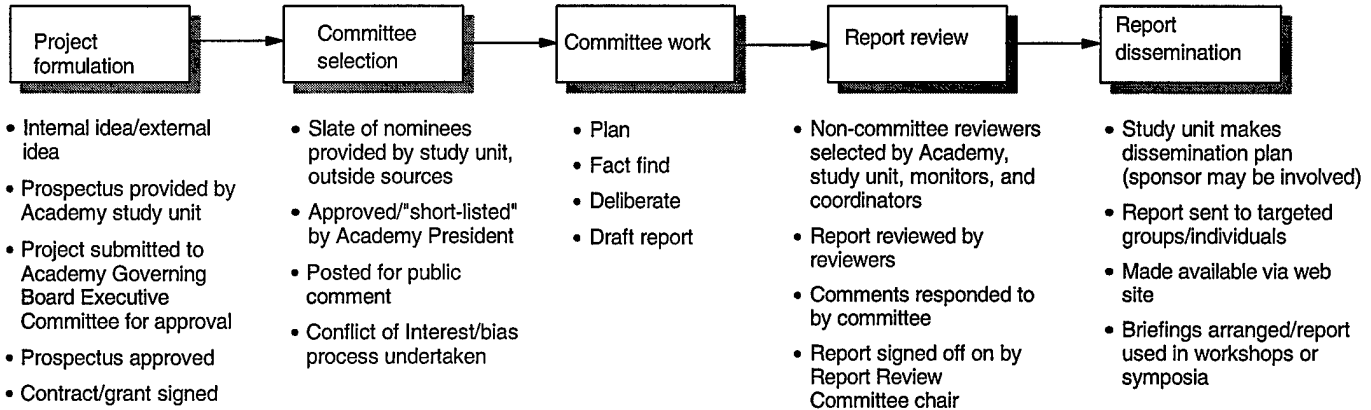 Project
formulation
Committee
selection
Committee work
Report review
Report
dissemination
• Internal idea/external
idea
• Prospectus provided by
Academy study unit
• Project submitted to
Academy Governing
Board Executive
Committee for approval
• Prospectus approved
• Contract/grant signed
• Slate of nominees
provided by study unit,
outside sources
• Approved/"short-listed"
by Academy President
• Posted for public
comment
• Conflict of Interest/bias
process undertaken
• Plan
• Fact find
• Deliberate
• Draft report
• Non-committee reviewers
selected by Academy,
study unit, monitors, and
coordinators
• Report reviewed by
reviewers
• Comments responded to
by committee
• Report signed off on by
Report Review
Committee chair
• Study unit makes
dissemination plan
(sponsor may be involved)
• Report sent to targeted
groups/individuals
• Made available via web
site
• Briefings arranged/report
used in workshops or
symposia